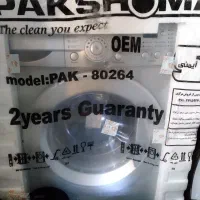 PAKSHOMA
The clean you expect
OEM
model:PAK - 80264
2years Guaranty